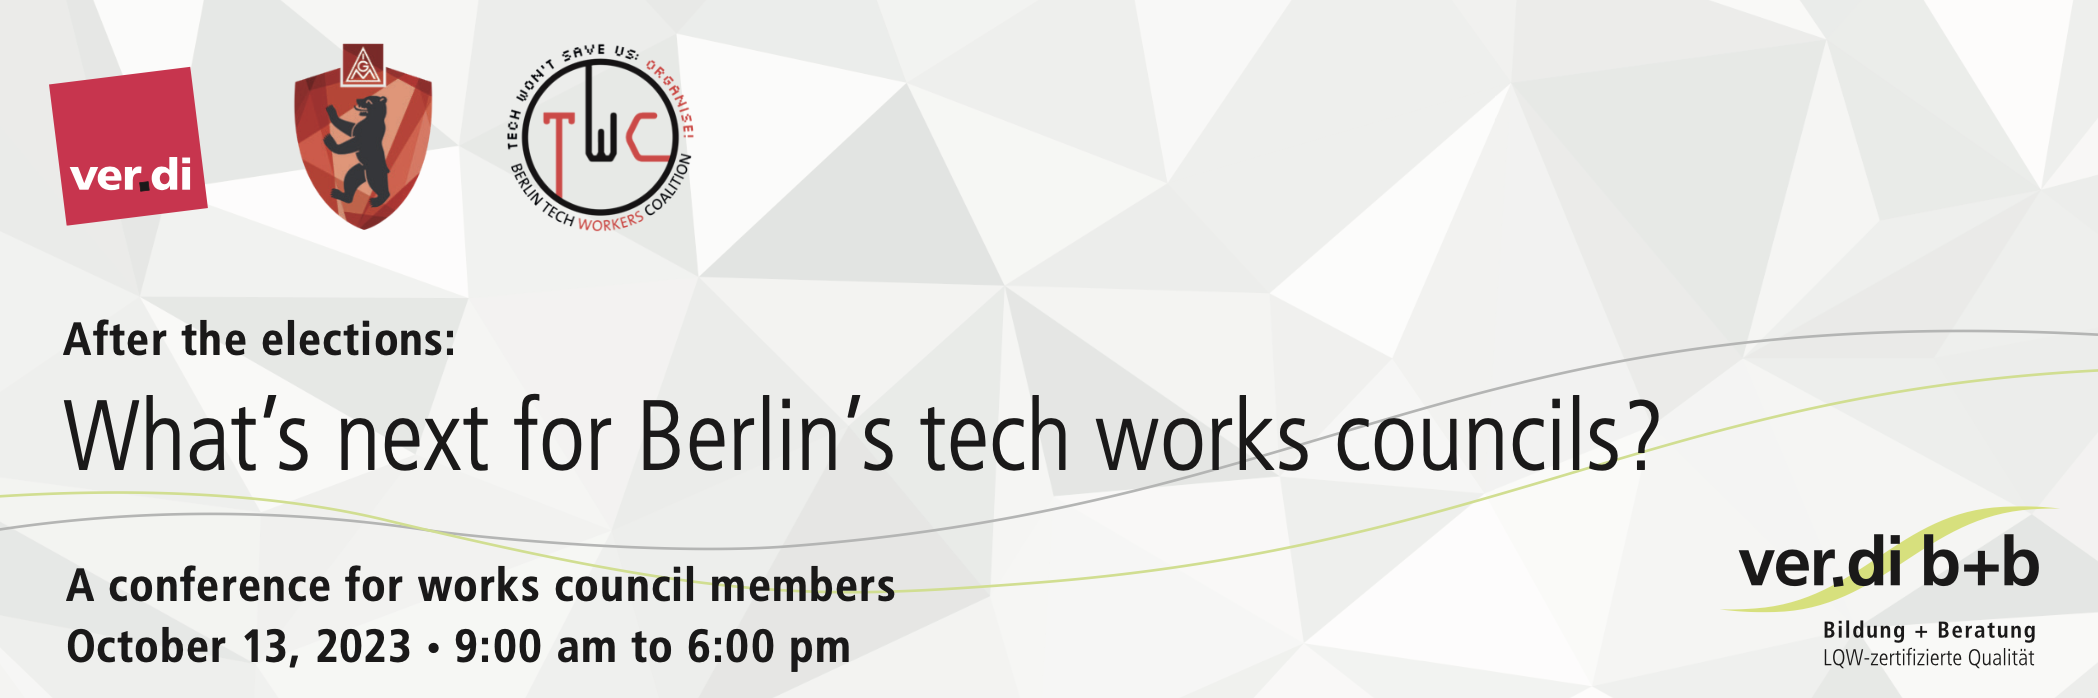 ver.di
IGM
TECH WON'T SAVE US: ORGANISE!
TWC
BERLIN TECH WORKERS COALITION
After the elections:
What's next for Berlin's tech works councils?
A conference for works council members
October 13, 2023 • 9:00 am to 6:00 pm
ver.di b+b
Bildung + Beratung
LQW-zertifizierte Qualität